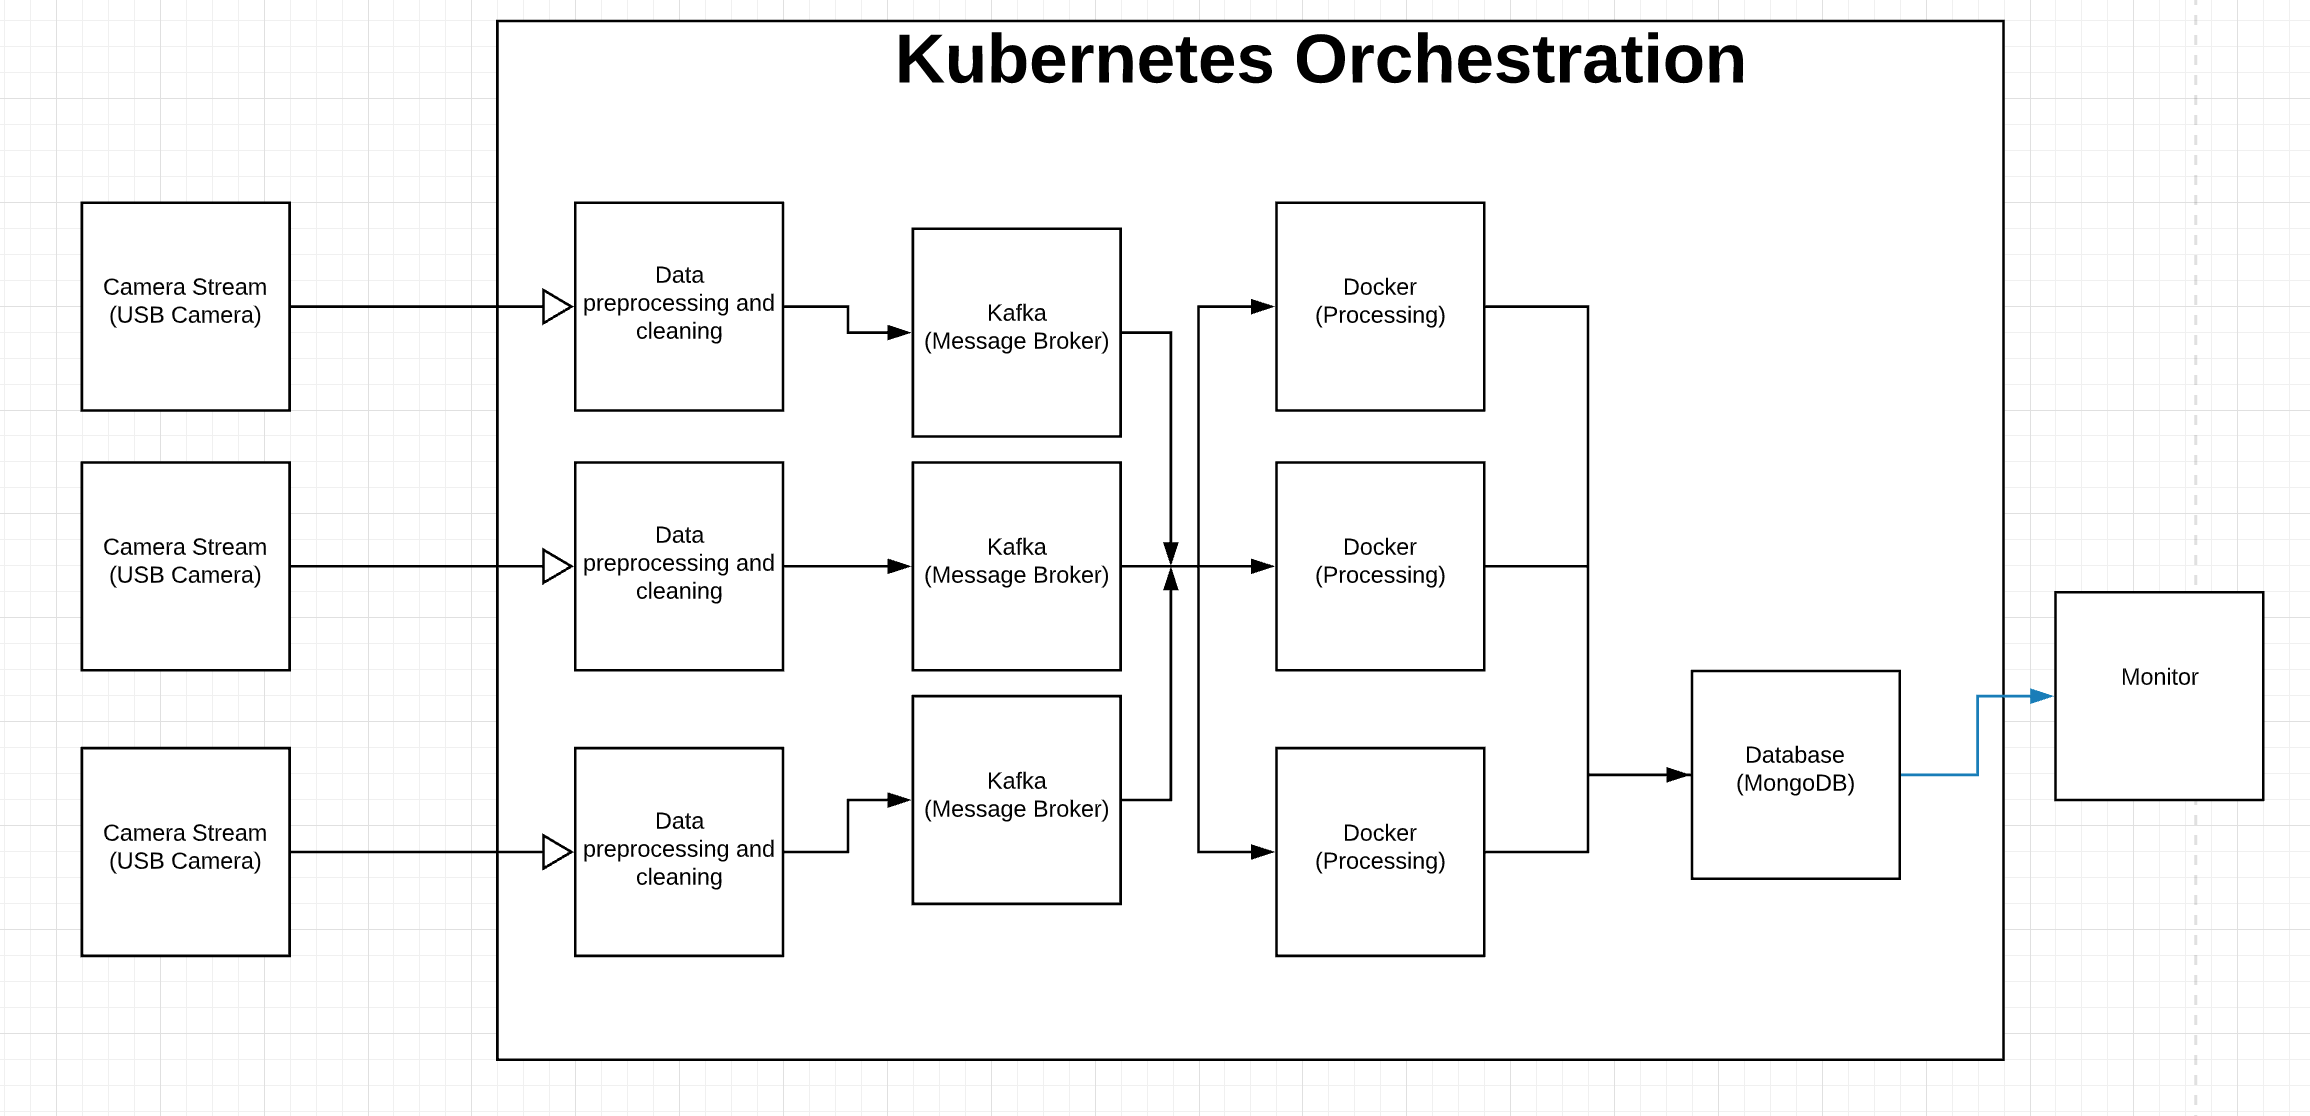 Kubernetes Orchestration
Camera Stream
(USB Camera)
Data
preprocessing and
cleaning
Kafka
(Message Broker)
Docker
(Processing)
Camera Stream
(USB Camera)
Data
preprocessing and
cleaning
Kafka
(Message Broker)
Docker
(Processing)
Camera Stream
(USB Camera)
Data
preprocessing and
cleaning
Kafka
(Message Broker)
Docker
(Processing)
Database
(MongoDB)
Monitor